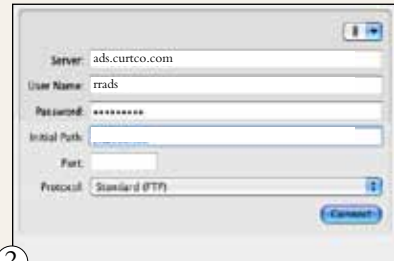 Server: ads.curtco.com
User Name: rrads
Password: •••••••••
Initial Path:
Port:
Protocol: Standard (FTP)
Connect
2